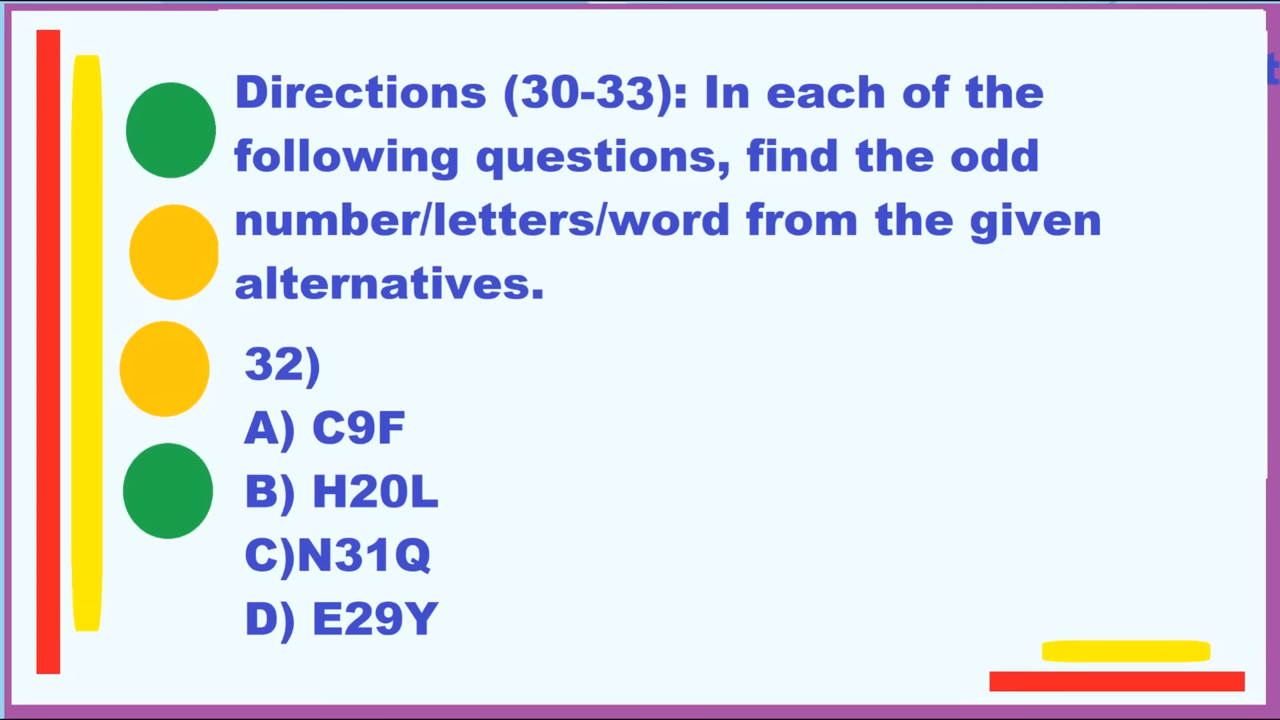 Directions (30-33): In each of the
following questions, find the odd
number/letters/word from the given
alternatives.
32)
A) C9F
B) H20L
C)N31Q
D) E29Y